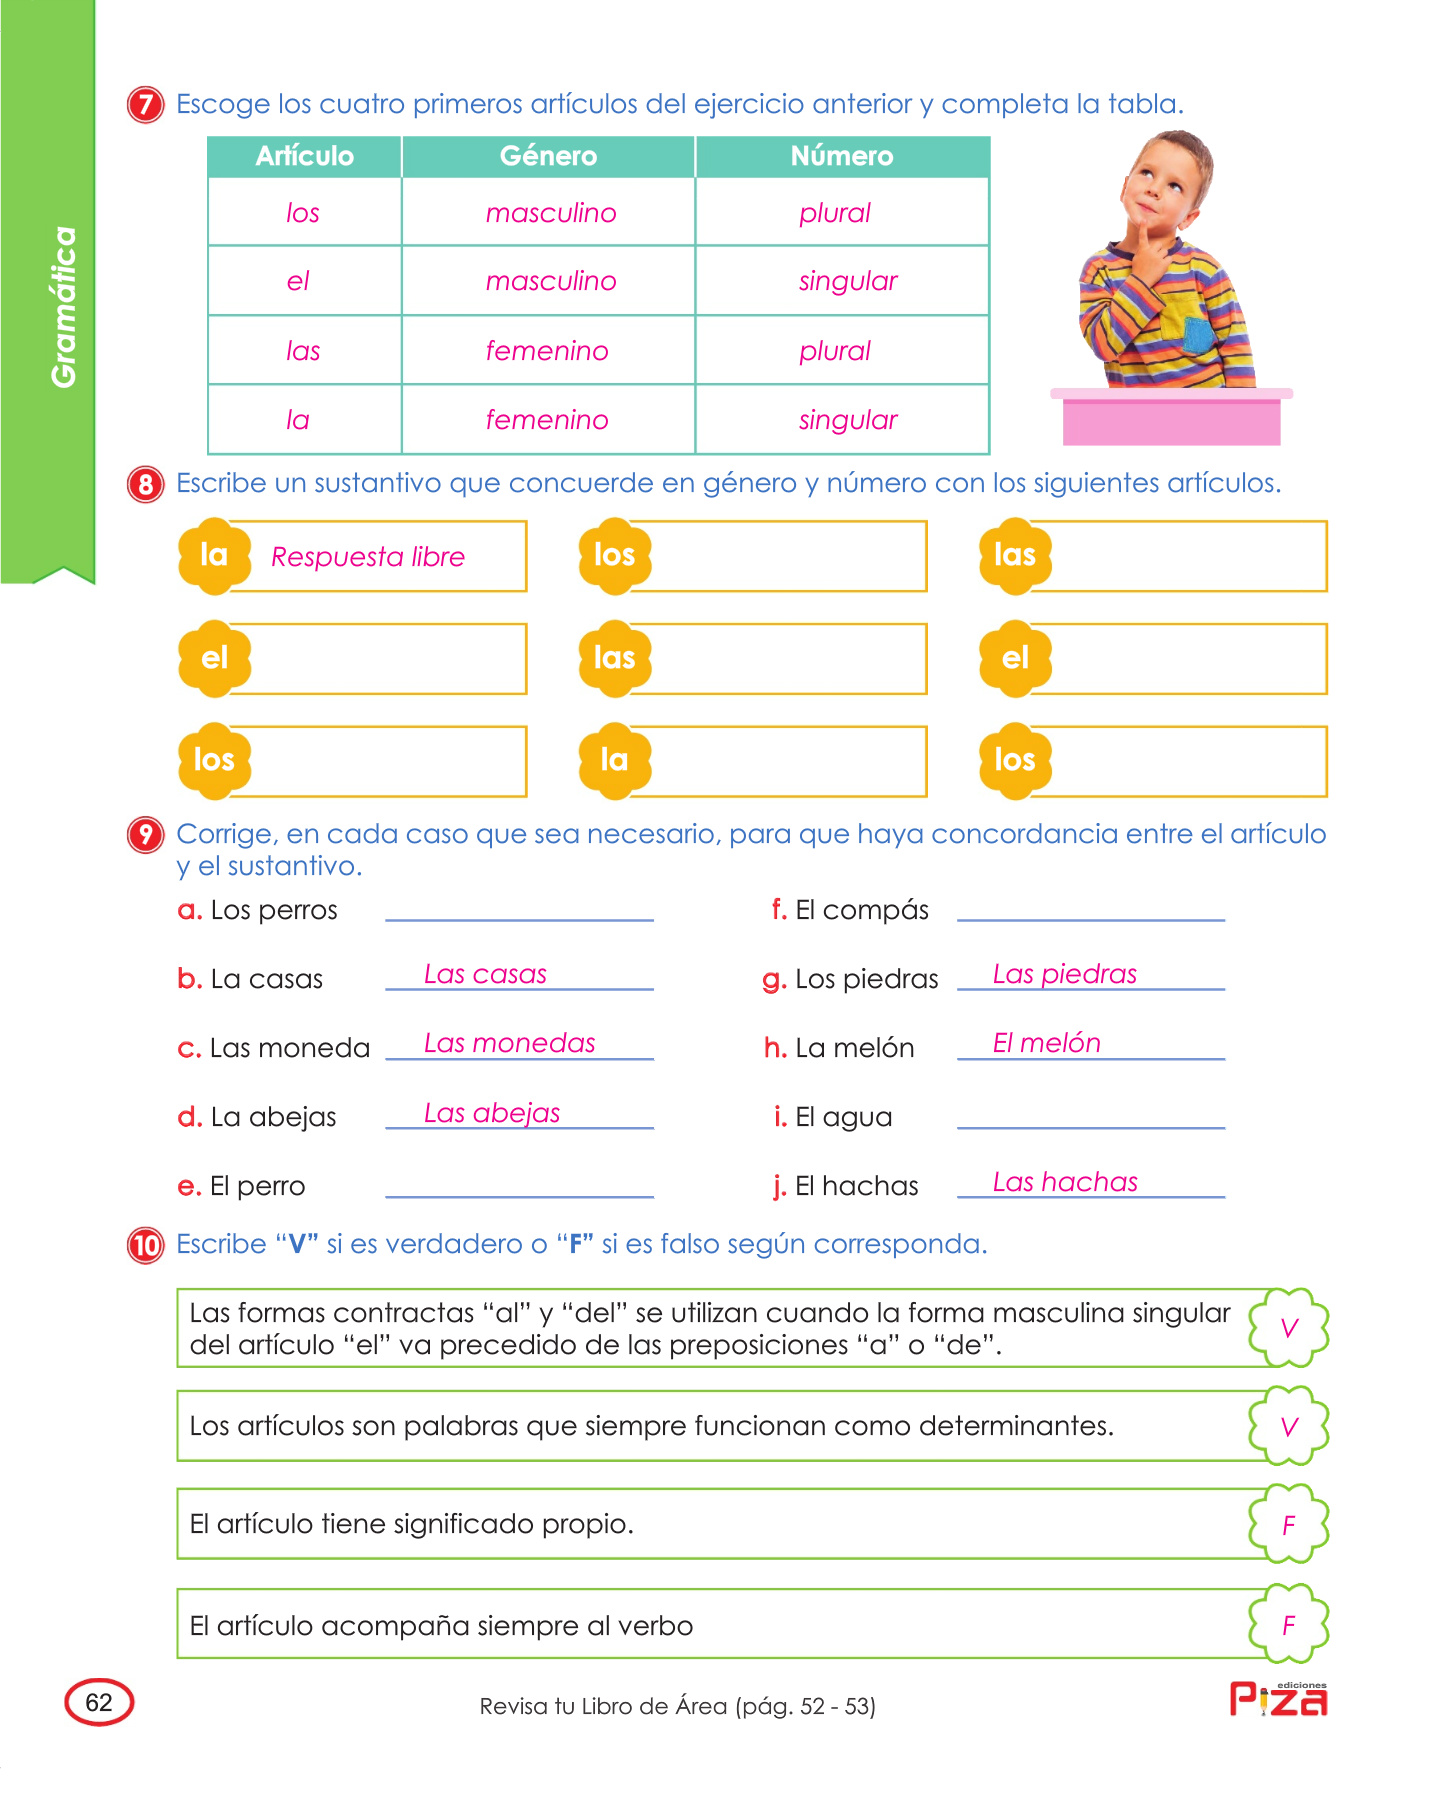 Gramática
7 Escoge los cuatro primeros artículos del ejercicio anterior y completa la tabla.
Artículo Género Número
los masculino plural
el masculino singular
las femenino plural
la femenino singular
8 Escribe un sustantivo que concuerde en género y número con los siguientes artículos.
la Respuesta libre los las
el las el
los la los
9 Corrige, en cada caso que sea necesario, para que haya concordancia entre el artículo
y el sustantivo.
a. Los perros
b. La casas Las casas
c. Las moneda Las monedas
d. La abejas Las abejas
e. El perro
f. El compás
g. Los piedras Las piedras
h. La melón El melón
i. El agua
j. El hachas Las hachas
10 Escribe “V” si es verdadero o “F” si es falso según corresponda.
Las formas contractas “al” y “del” se utilizan cuando la forma masculina singular
del artículo “el” va precedido de las preposiciones “a” o “de”. V
Los artículos son palabras que siempre funcionan como determinantes. V
El artículo tiene significado propio. F
El artículo acompaña siempre al verbo F
62
Revisa tu Libro de Área (pág. 52 - 53)
ediciones
Piza